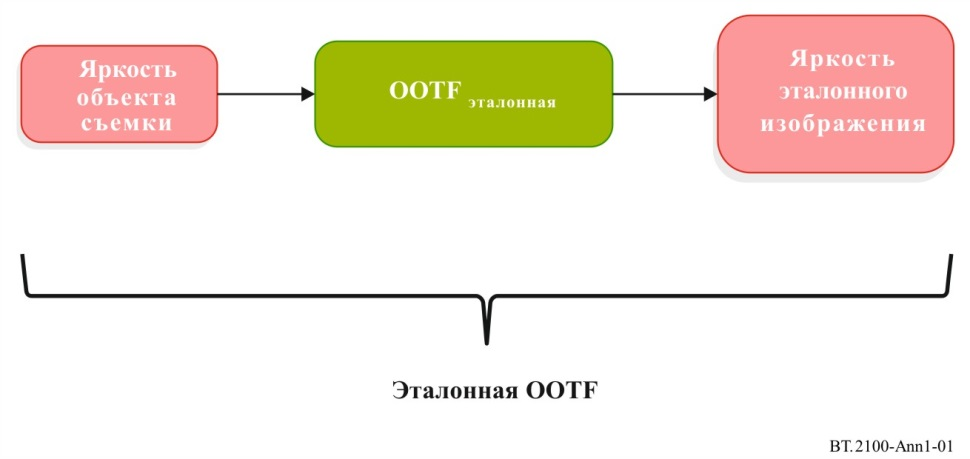 Яркость
объекта
съемки
OOTF эталонная
Яркость
эталонного
изображения
Эталонная OOTF
BT.2100-Ann1-01